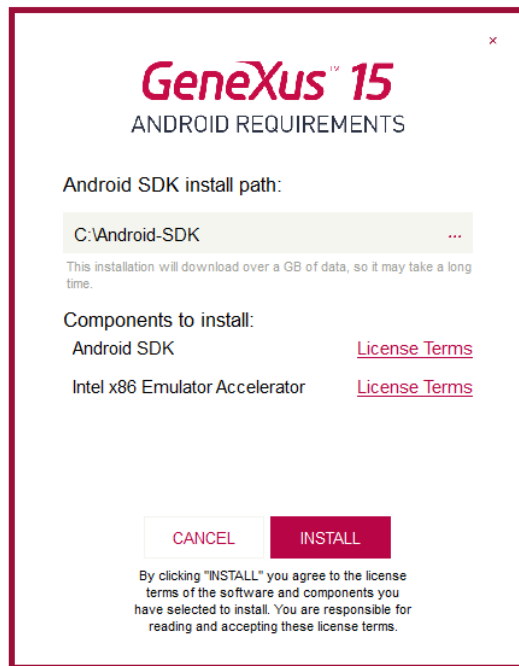 ×
GeneXus™ 15
ANDROID REQUIREMENTS
Android SDK install path:
C:\Android-SDK ...
This installation will download over a GB of data, so it may take a long
time.
Components to install:
Android SDK License Terms
Intel x86 Emulator Accelerator License Terms
CANCEL INSTALL
By clicking "INSTALL" you agree to the license
terms of the software and components you
have selected to install. You are responsible for
reading and accepting these license terms.